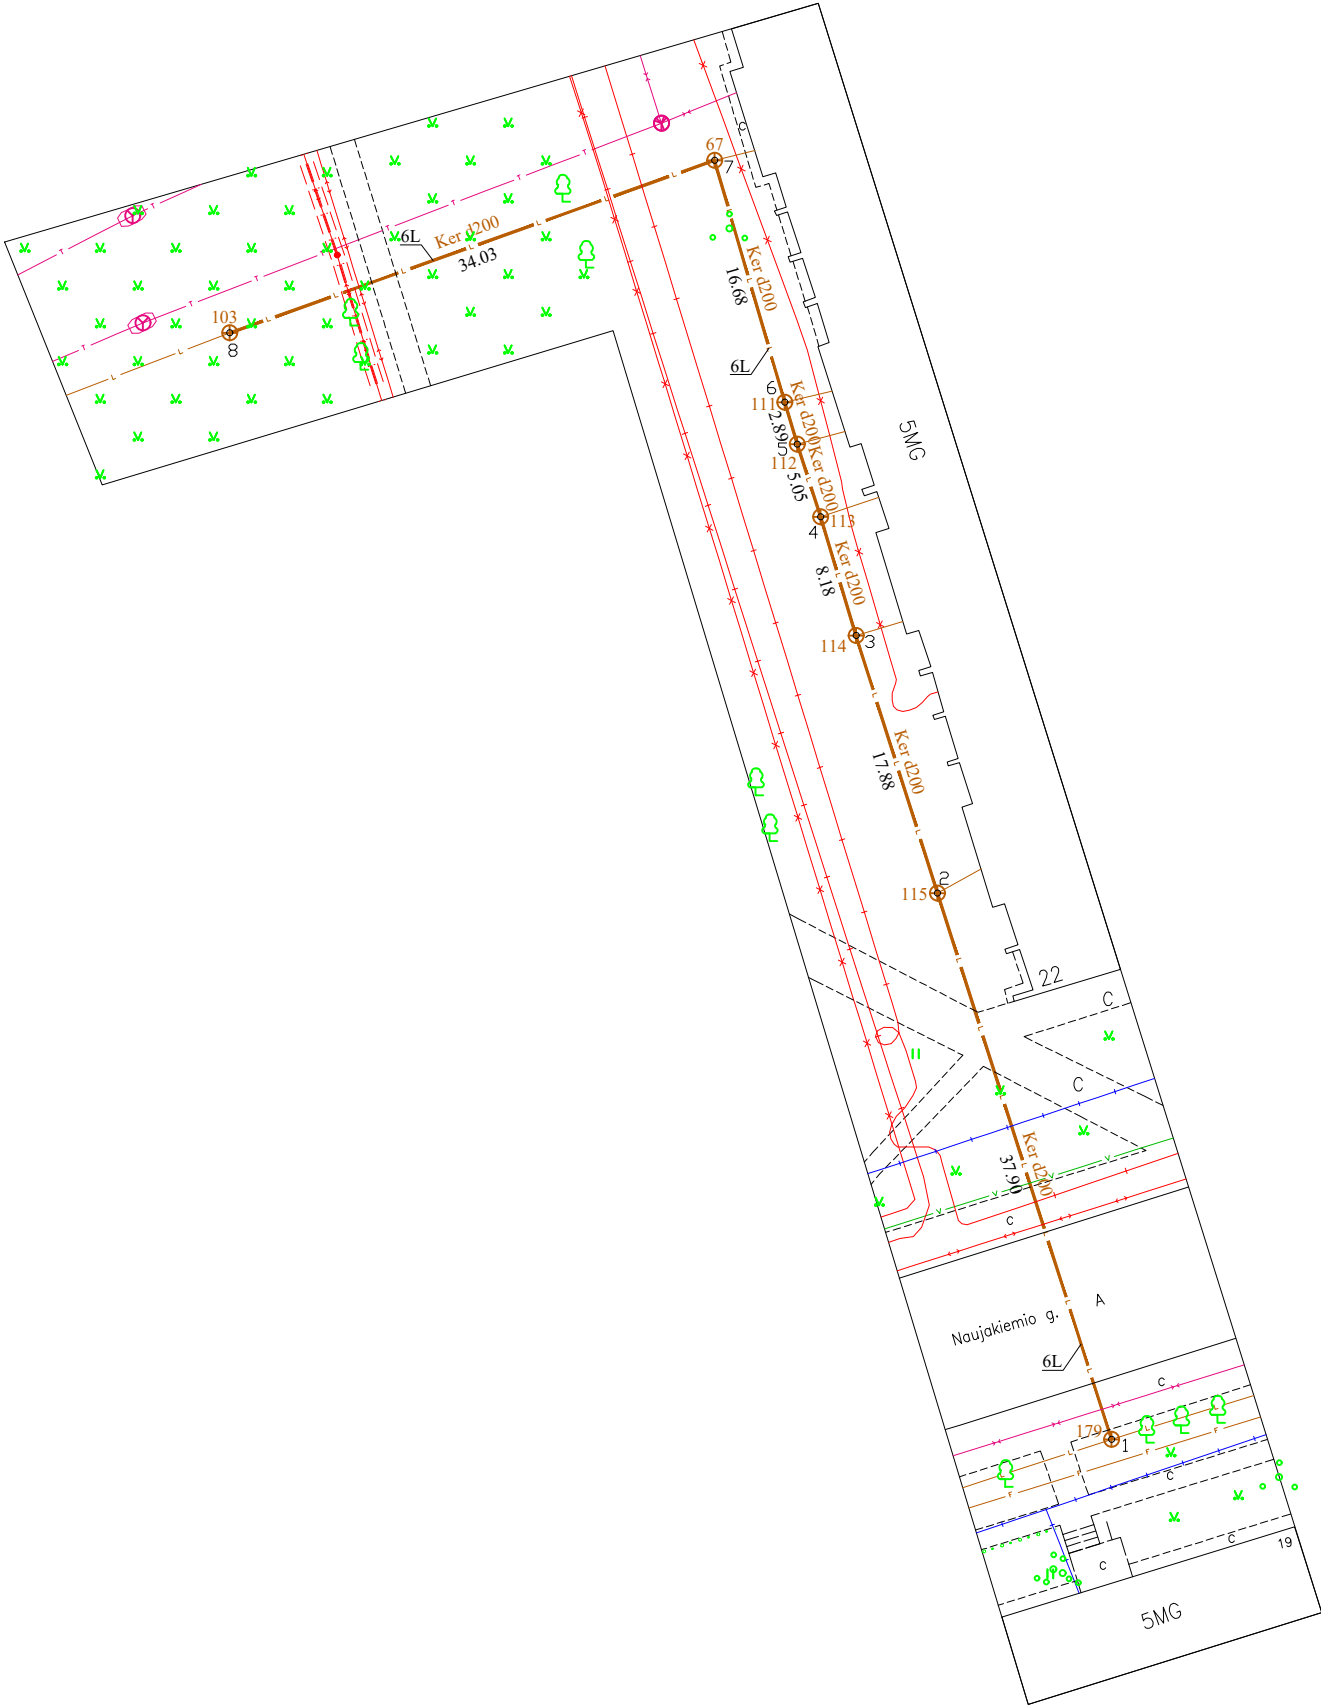 67
7
6L
Ker d200
34.03
103
8
Ker d200
16.68
6L
6
111
Ker d200
2.89
5
112
Ker d200
5.05
113
4
5MG
Ker d200
8.18
114
3
Ker d200
17.88
2
115
22
C
C
Ker d200
37.90
C
Naujakiemio g.
A
6L
C
179
1
C
C
C
19
5MG